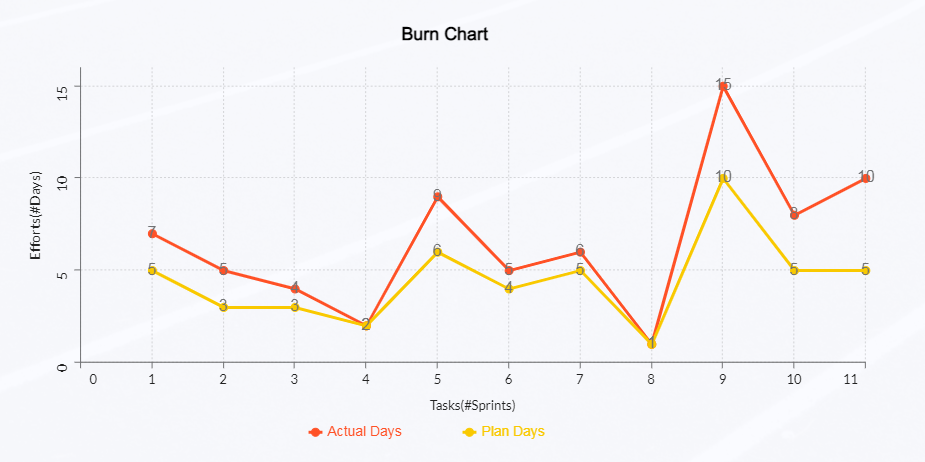 Burn Chart
15
10
5
0
Efforts(#Days)
7 5 4 2 9 5 6 1 15 8 10
5 3 3 2 6 4 5 1 10 5 5
0 1 2 3 4 5 6 7 8 9 10 11
Tasks(#Sprints)
Actual Days Plan Days